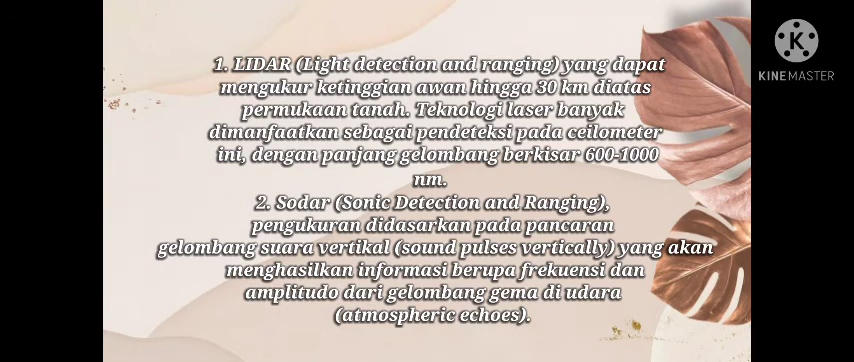 1. LIDAR (Light detection and ranging) yang dapat
mengukur ketinggian awan hingga 30 km diatas
permukaan tanah. Teknologi laser banyak
dimanfaatkan sebagai pendeteksi pada ceilometer
ini, dengan panjang gelombang berkisar 600-1000
nm.
2. Sodar (Sonic Detection and Ranging),
pengukuran didasarkan pada pancaran
gelombang suara vertikal (sound pulses vertically) yang akan
menghasilkan informasi berupa frekuensi dan
amplitudo dari gelombang gema di udara
(atmospheric echoes).
K
KINEMASTER